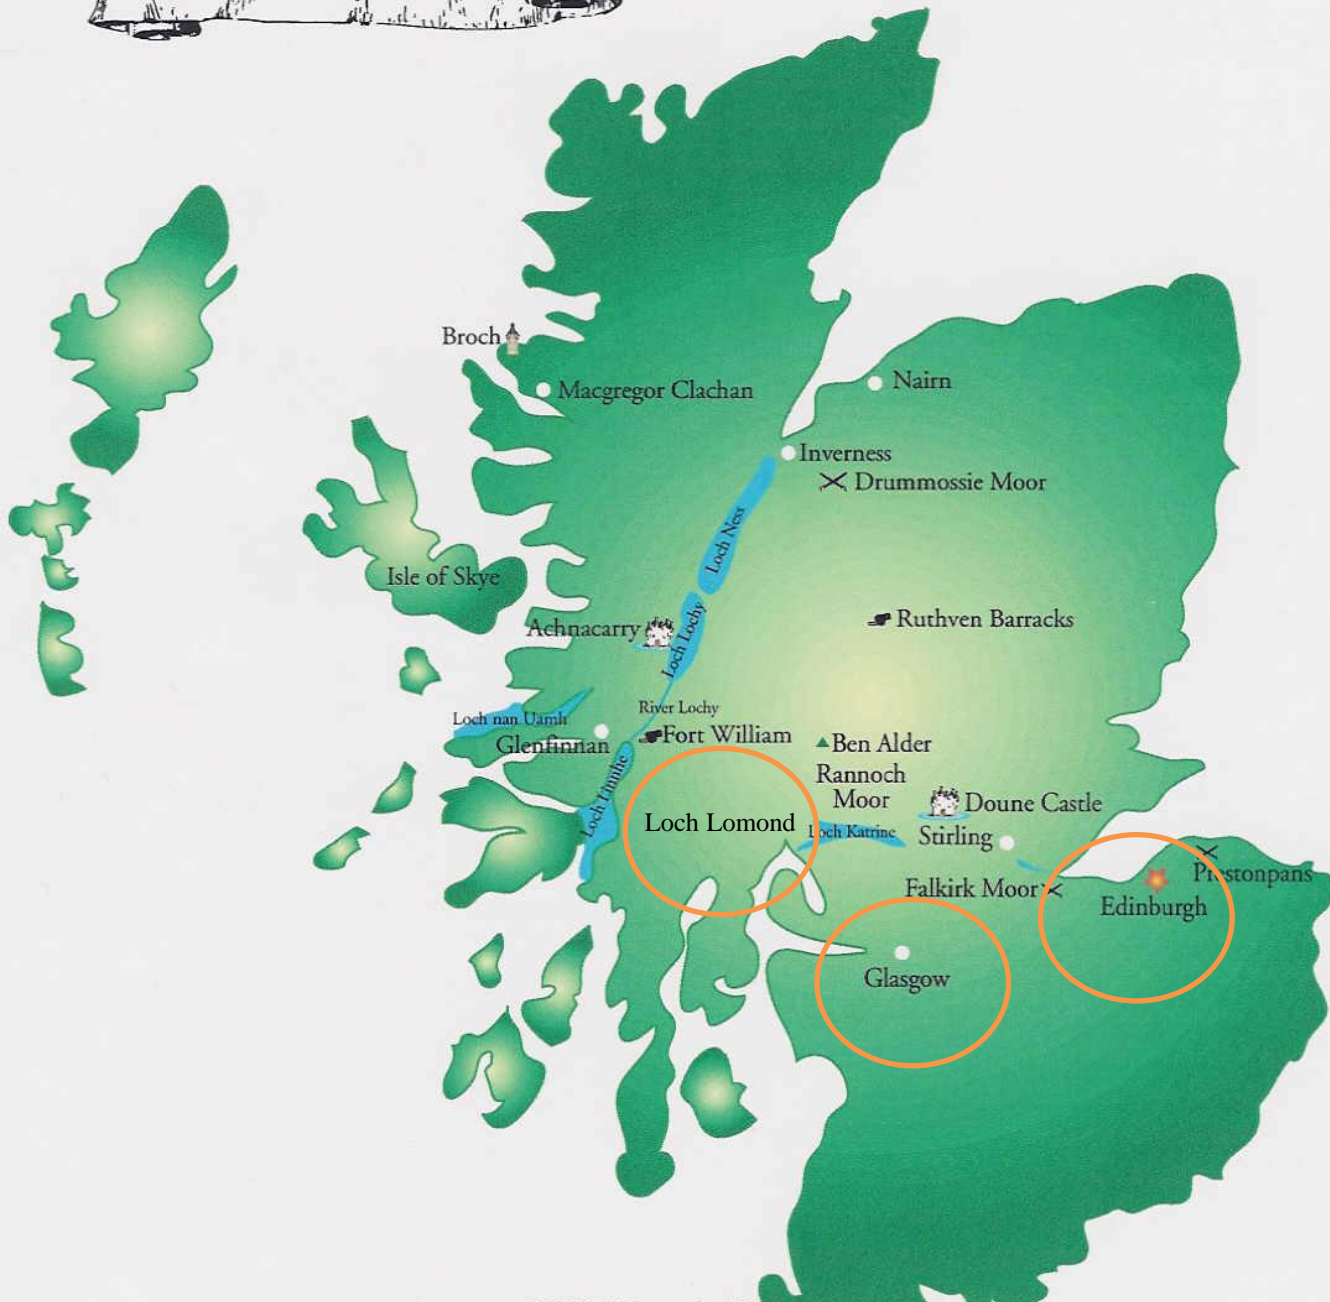 Broch
Macgregor Clachan
Nairn
Inverness
Drummossie Moor
Loch Ness
Isle of Skye
Achnacarry
Loch Lochy
Ruthven Barracks
River Lochy
Loch nan Uamh
Glenfinnan
Fort William
Ben Alder
Rannoch
Moor
Loch Linnhe
Loch Lomond
Loch Katrine
Doune Castle
Stirling
Prestonpans
Falkirk Moor
Edinburgh
Glasgow